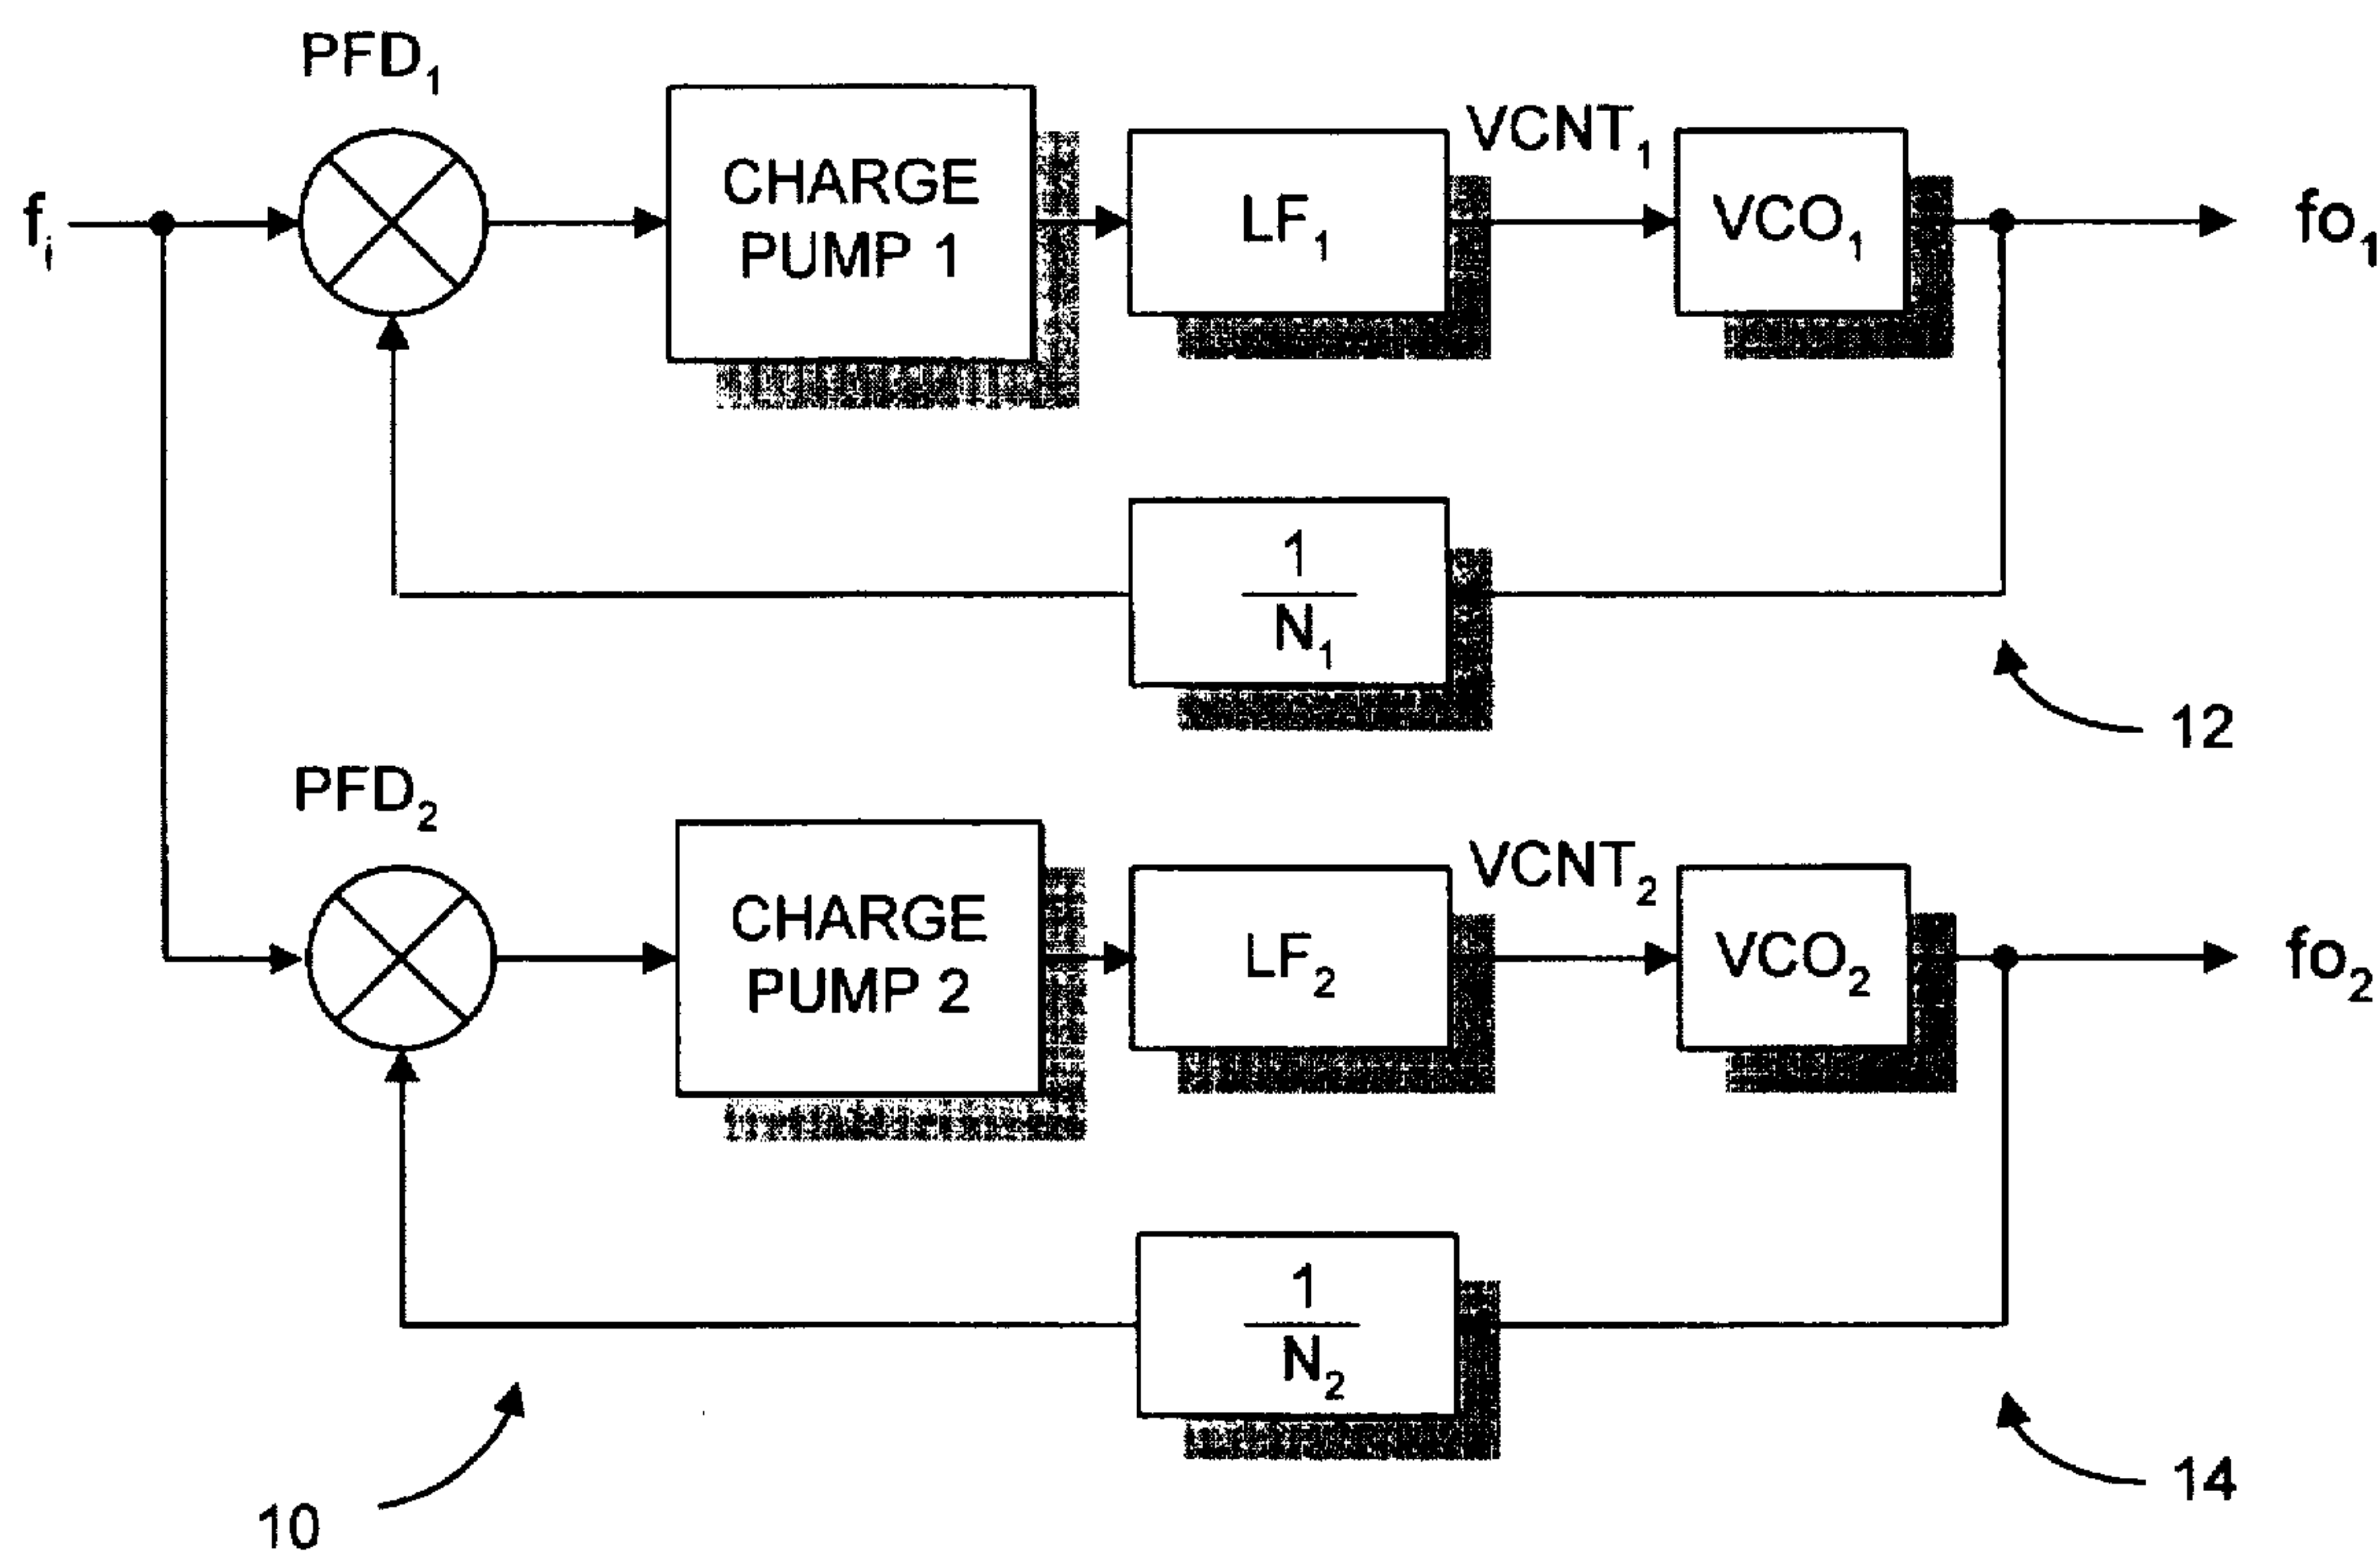 PFD₁
CHARGE
PUMP 1
LF₁
VCNT₁
VCO₁
fᵢ
fo₁
1
N₁
12
PFD₂
CHARGE
PUMP 2
LF₂
VCNT₂
VCO₂
fo₂
1
N₂
10
14